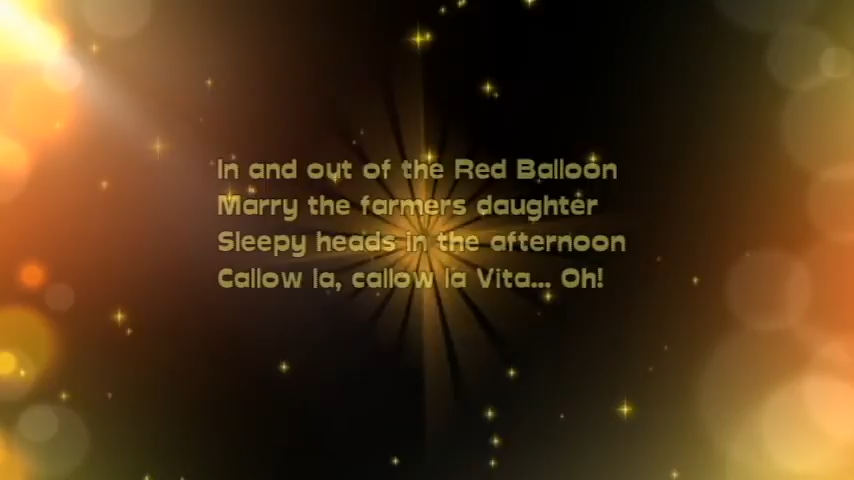 In and out of the Red Balloon
Marry the farmers daughter
Sleepy heads in the afternoon
Callow la, callow la Vita... Oh!